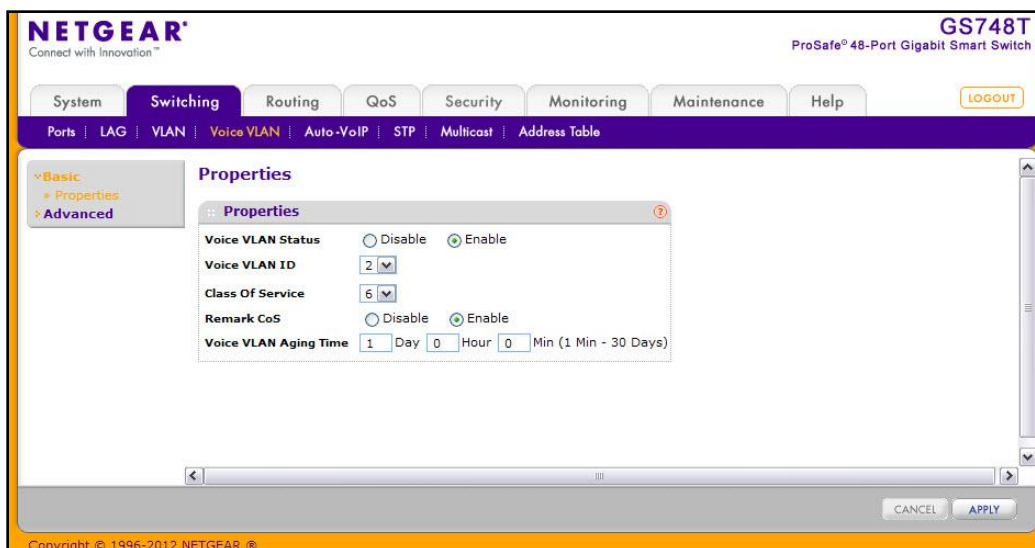 NETGEAR®
Connect with Innovation™
GS748T
ProSafe® 48-Port Gigabit Smart Switch
System Switching Routing QoS Security Monitoring Maintenance Help LOGOUT
Ports | LAG | VLAN | Voice VLAN | Auto-VoIP | STP | Multicast | Address Table
Basic
» Properties
Advanced
Properties
Properties
Voice VLAN Status Disable Enable
Voice VLAN ID 2
Class Of Service 6
Remark CoS Disable Enable
Voice VLAN Aging Time 1 Day 0 Hour 0 Min (1 Min - 30 Days)
CANCEL APPLY
Copyright © 1996-2012 NETGEAR ®